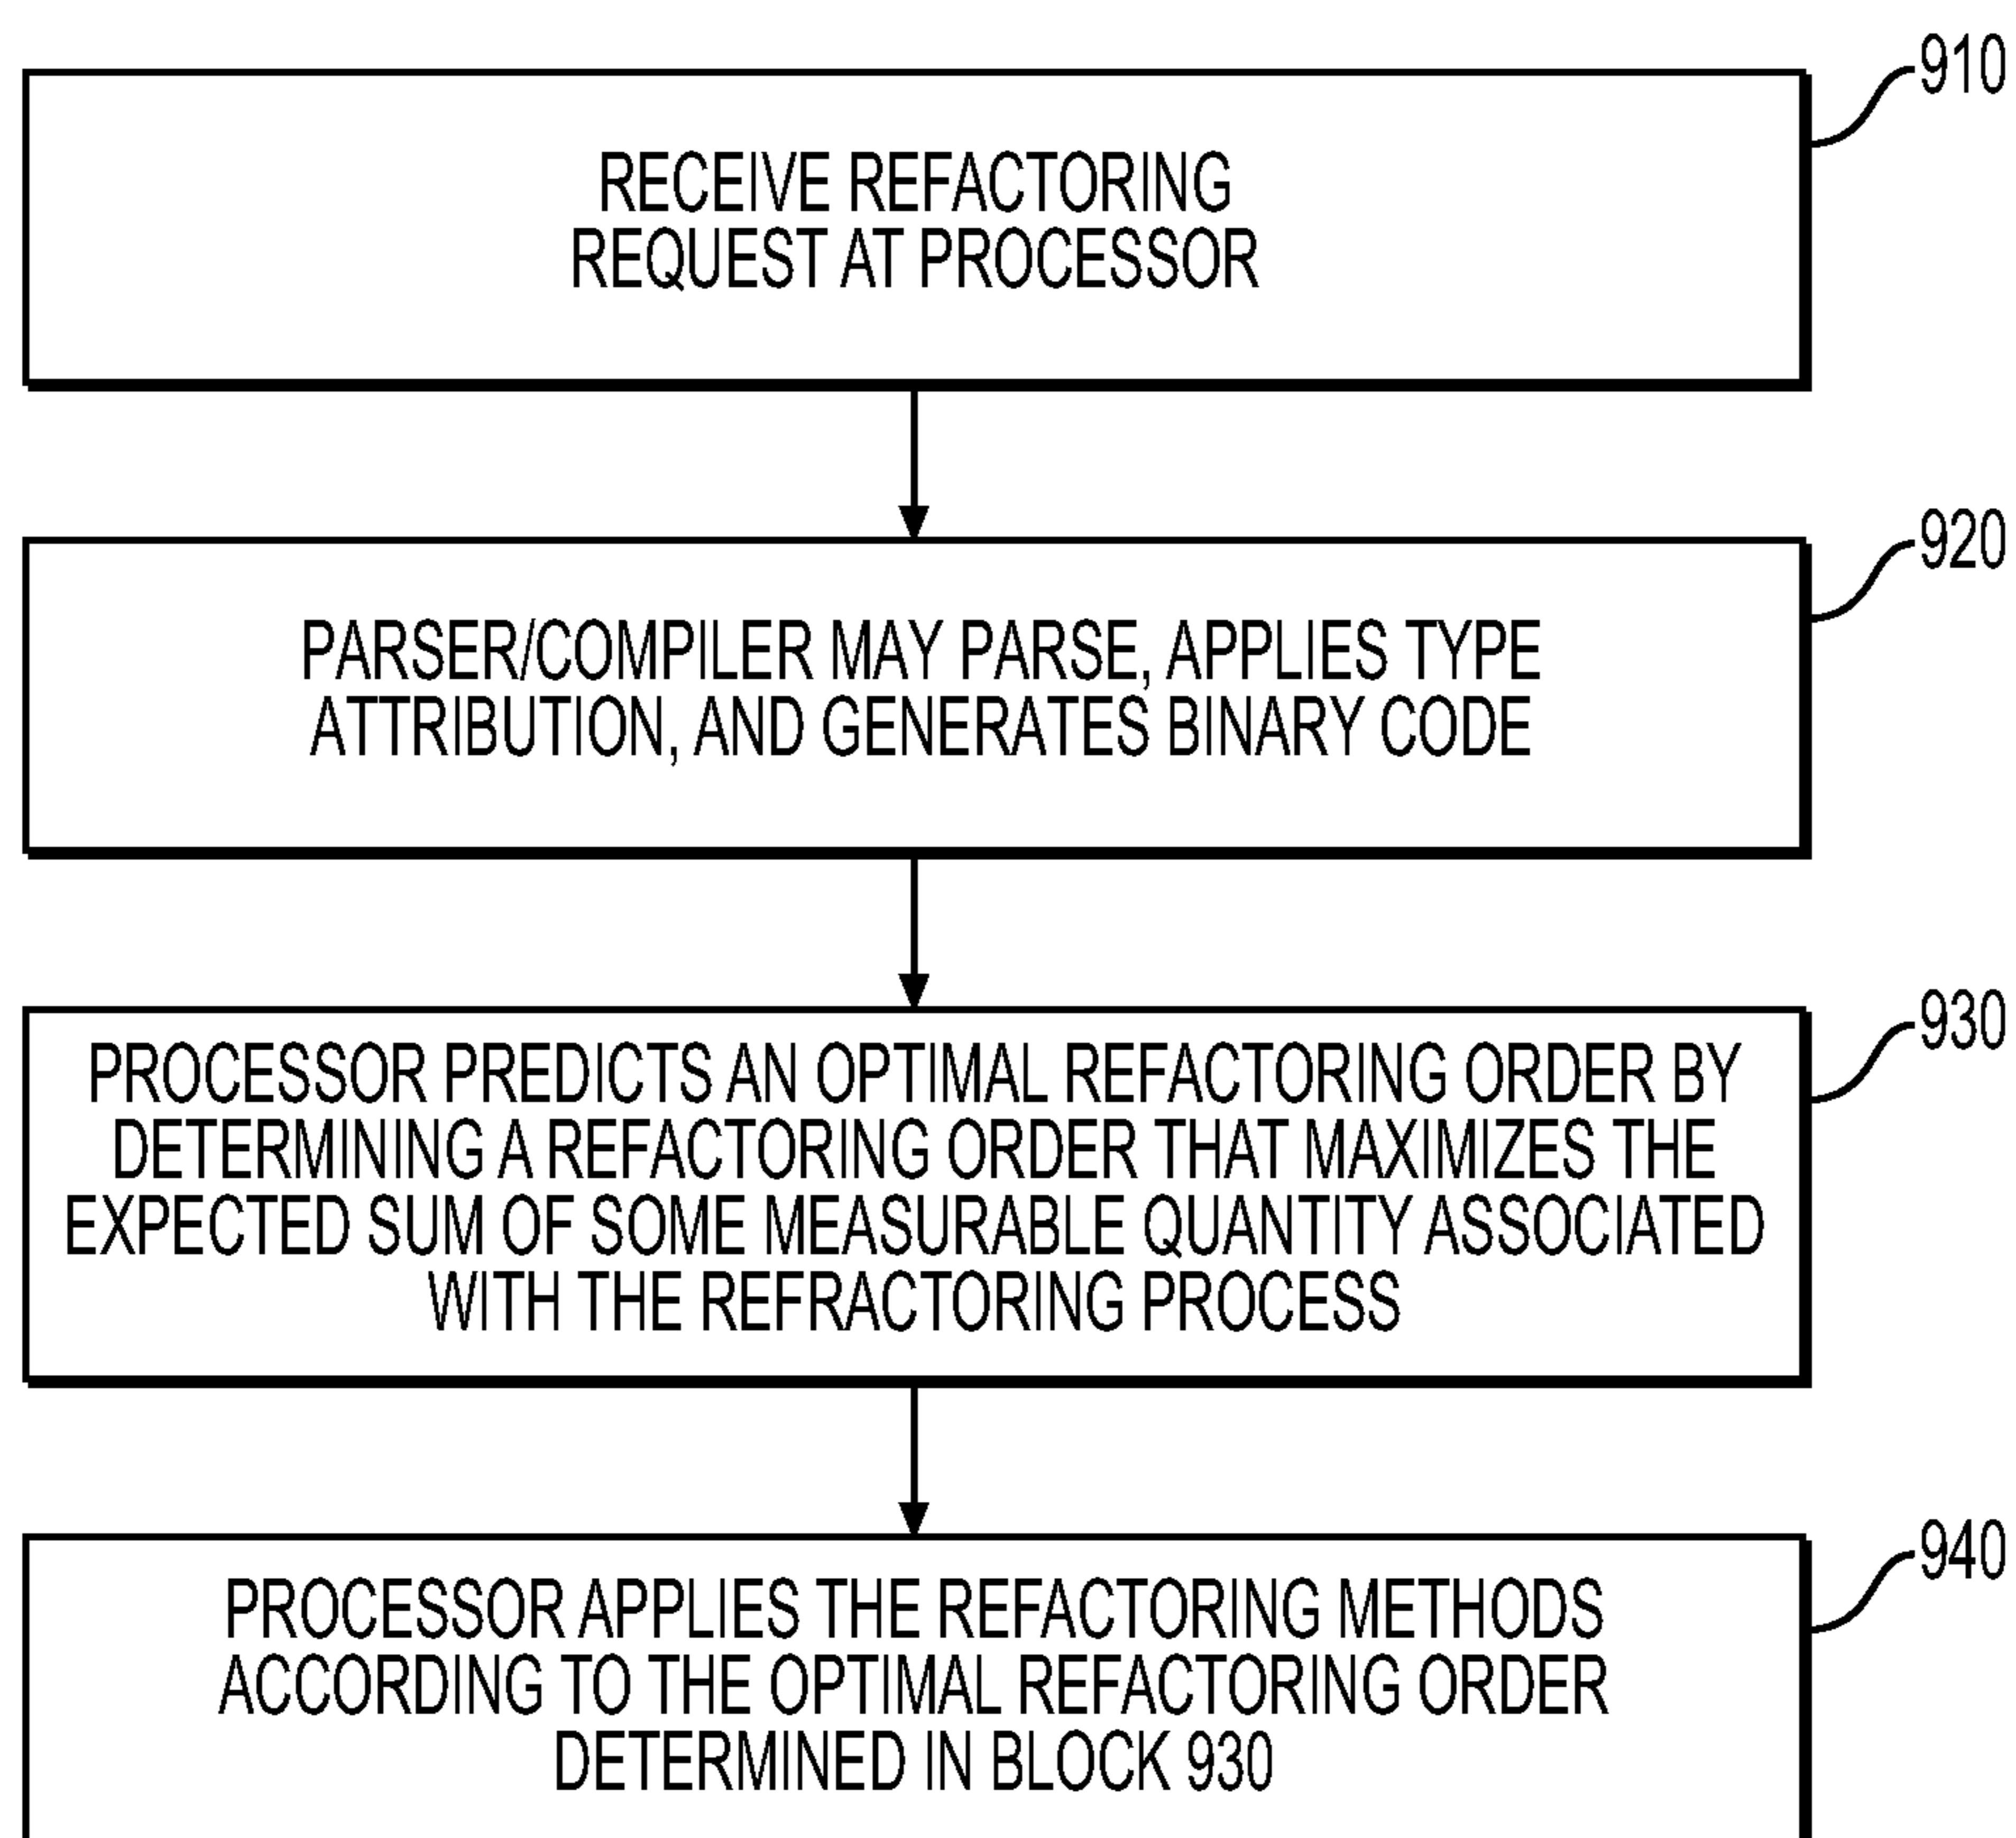 910
RECEIVE REFACTORING
REQUEST AT PROCESSOR
920
PARSER/COMPILER MAY PARSE, APPLIES TYPE
ATTRIBUTION, AND GENERATES BINARY CODE
930
PROCESSOR PREDICTS AN OPTIMAL REFACTORING ORDER BY
DETERMINING A REFACTORING ORDER THAT MAXIMIZES THE
EXPECTED SUM OF SOME MEASURABLE QUANTITY ASSOCIATED
WITH THE REFRACTORING PROCESS
940
PROCESSOR APPLIES THE REFACTORING METHODS
ACCORDING TO THE OPTIMAL REFACTORING ORDER
DETERMINED IN BLOCK 930